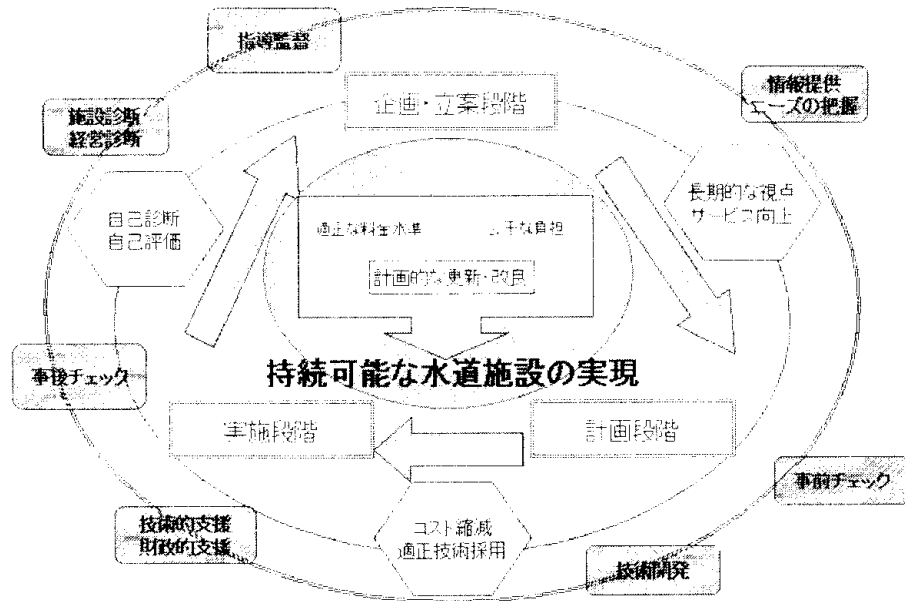 指導監督
情報提供
ニーズの把握
企画・立案段階
施設診断
経営診断
長期的な視点
サービス向上
自己診断
自己評価
適正な料金水準
な負担
計画的な更新・改良
持続可能な水道施設の実現
事後チェック
実施段階
計画段階
事前チェック
技術的支援
財政的支援
コスト縮減
適正技術採用
技術開発